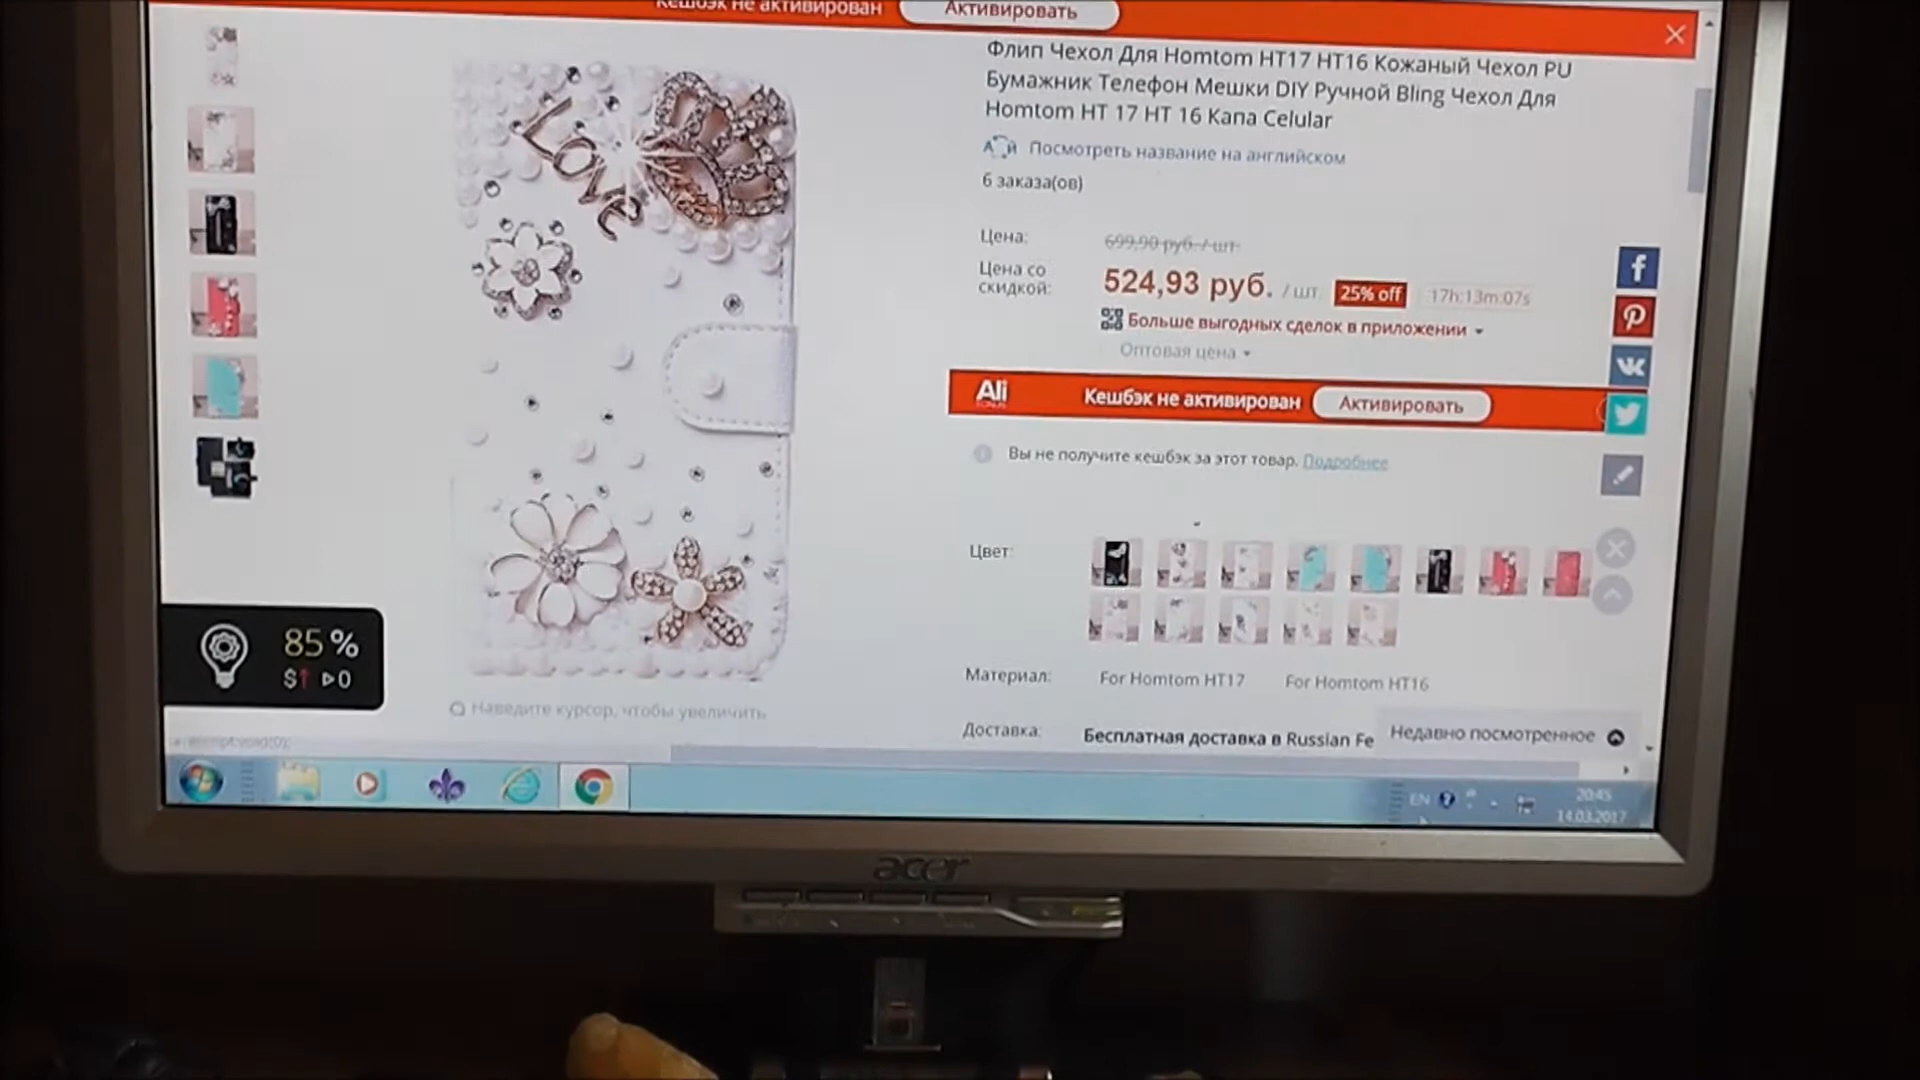 Кешбэк не активирован Активировать
Флип Чехол Для Homtom HT17 HT16 Кожаный Чехол PU
Бумажник Телефон Мешки DIY Ручной Bling Чехол Для
Homtom HT 17 HT 16 Капа Celular
Посмотреть название на английском
6 заказа(ов)
Цена: 699,90 руб. / шт.
Цена со
скидкой: 524,93 руб. / шт. 25% off 17h:13m:07s
Больше выгодных сделок в приложении
Оптовая цена
Ali Кешбэк не активирован Активировать
Вы не получите кешбэк за этот товар. Подробнее
Цвет:
Материал: For Homtom HT17 For Homtom HT16
Доставка: Бесплатная доставка в Russian Fe
Недавно посмотренное
Love
85%
$↑ 0
Наведите курсор, чтобы увеличить
EN 20:45
14.03.2017
acer